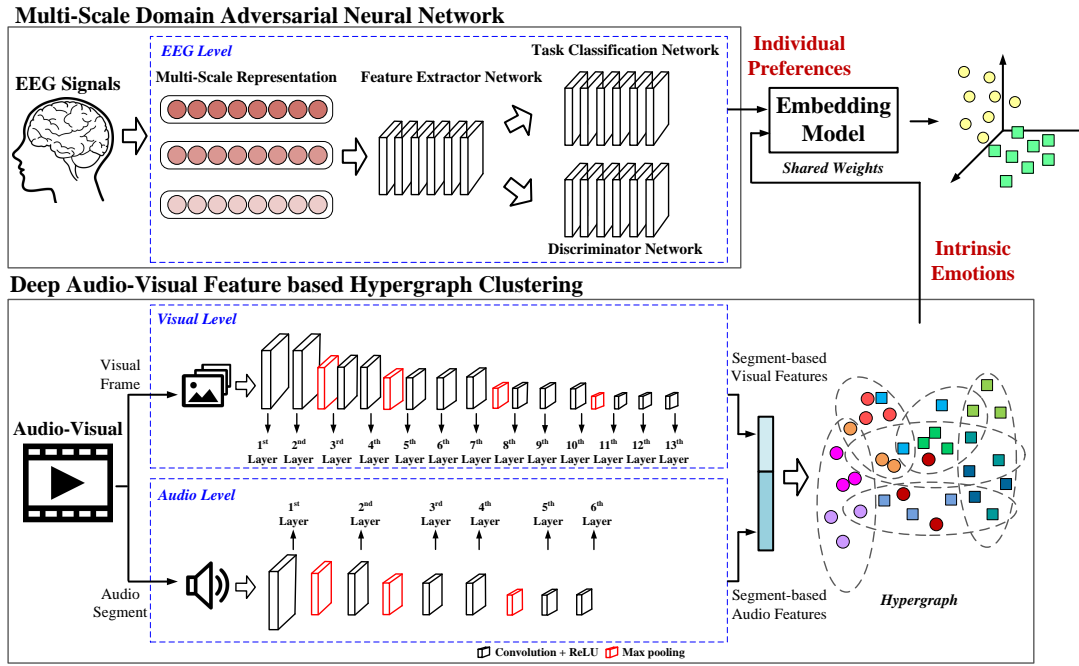 Multi-Scale Domain Adversarial Neural Network
EEG Level
Task Classification Network
Multi-Scale Representation
Feature Extractor Network
EEG Signals
Discriminator Network
Individual
Preferences
Embedding
Model
Shared Weights
Intrinsic
Emotions
Deep Audio-Visual Feature based Hypergraph Clustering
Visual Level
Visual
Frame
Audio-Visual
1st Layer
2nd Layer
3rd Layer
4th Layer
5th Layer
6th Layer
7th Layer
8th Layer
9th Layer
10th Layer
11th Layer
12th Layer
13th Layer
Segment-based
Visual Features
Audio Level
1st Layer
2nd Layer
3rd Layer
4th Layer
5th Layer
6th Layer
Audio
Segment
Segment-based
Audio Features
Hypergraph
Convolution + ReLU
Max pooling